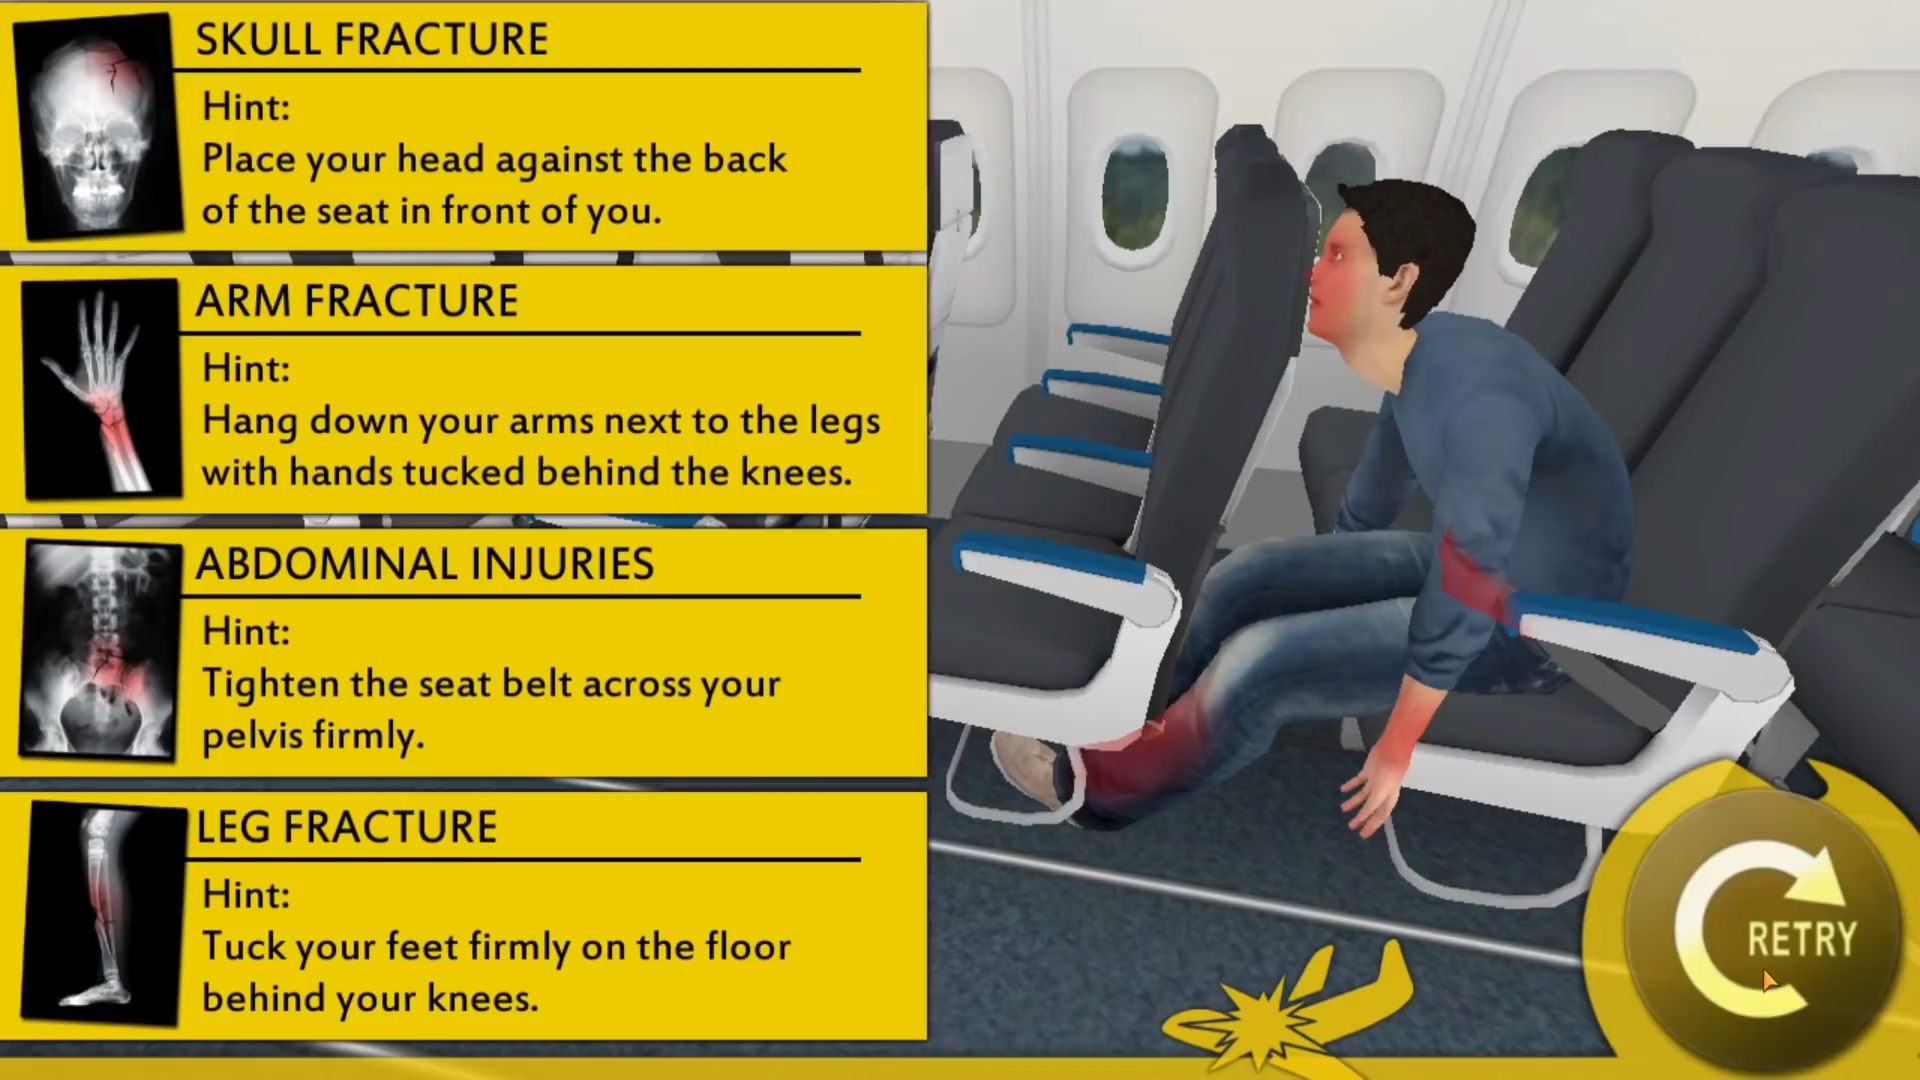 SKULL FRACTURE
Hint:
Place your head against the back
of the seat in front of you.
ARM FRACTURE
Hint:
Hang down your arms next to the legs
with hands tucked behind the knees.
ABDOMINAL INJURIES
Hint:
Tighten the seat belt across your
pelvis firmly.
LEG FRACTURE
Hint:
Tuck your feet firmly on the floor
behind your knees.
RETRY